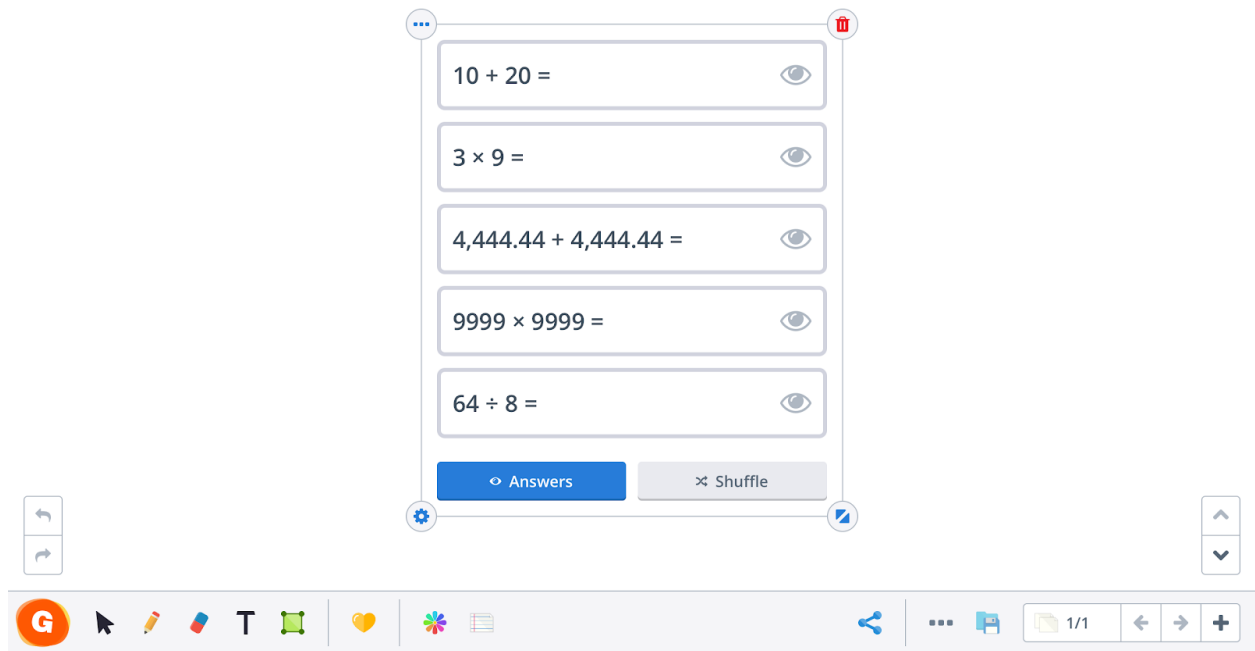 10 + 20 =
3 × 9 =
4,444.44 + 4,444.44 =
9999 × 9999 =
64 ÷ 8 =
Answers Shuffle
G T 1/1